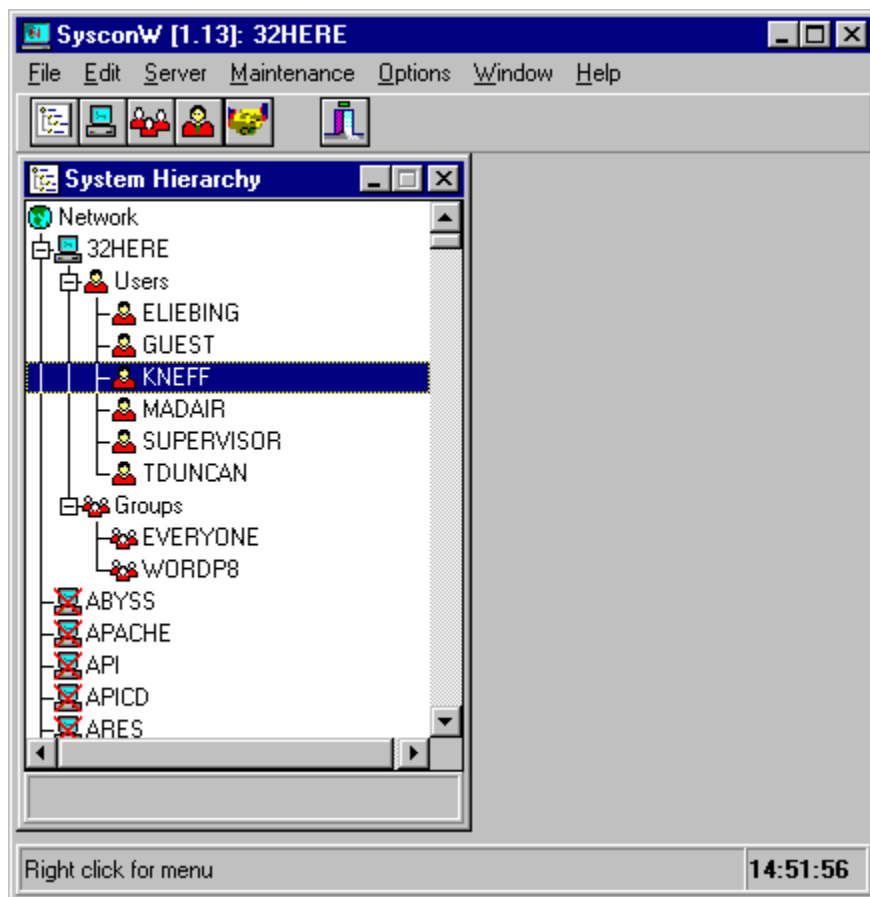 SysconW [1.13]: 32HERE
File Edit Server Maintenance Options Window Help
System Hierarchy
Network
32HERE
Users
ELIEBING
GUEST
KNEFF
MADAIR
SUPERVISOR
TDUNCAN
Groups
EVERYONE
WORDP8
ABYSS
APACHE
API
APICD
ARES
Right click for menu 14:51:56